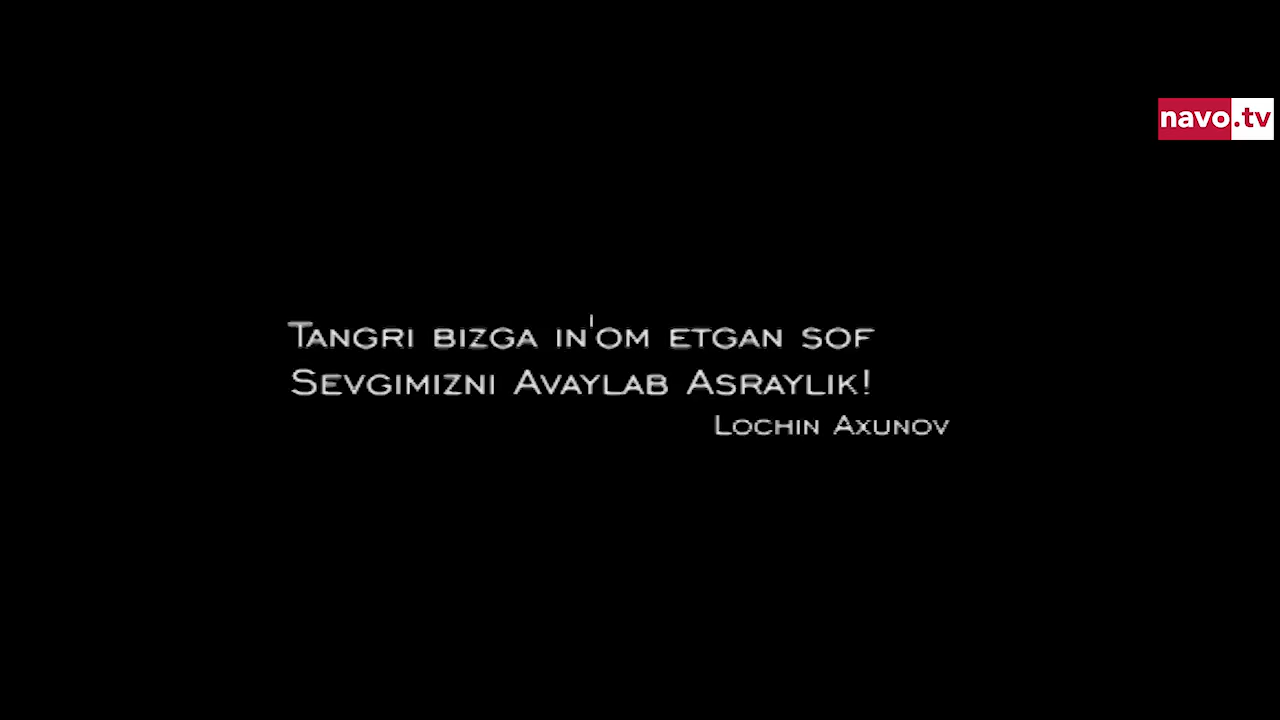 navo.tv
Tangri bizga in'om etgan sof
Sevgimizni Avaylab Asraylik!
Lochin Axunov